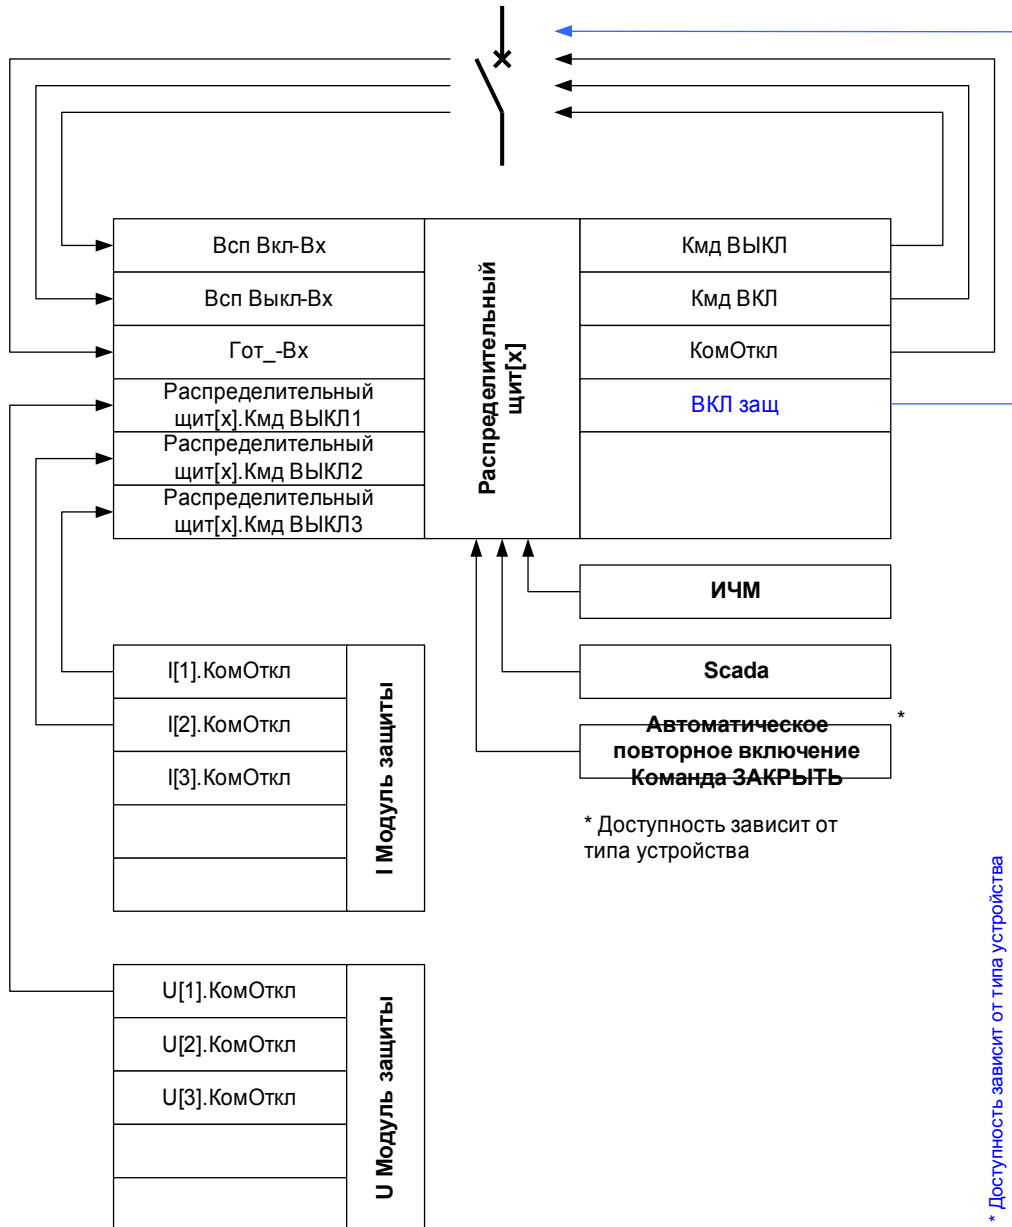 Всп Вкл-Вх
Всп Выкл-Вх
Гот_-Вх
Распределительный
щит[х].Кмд ВЫКЛ1
Распределительный
щит[х].Кмд ВЫКЛ2
Распределительный
щит[х].Кмд ВЫКЛ3
Распределительный
щит[х]
Кмд ВЫКЛ
Кмд ВКЛ
КомОткл
ВКЛ защ
ИЧМ
Scada
Автоматическое
повторное включение
Команда ЗАКРЫТЬ
*
* Доступность зависит от
типа устройства
I[1].КомОткл
I[2].КомОткл
I[3].КомОткл
I Модуль защиты
U[1].КомОткл
U[2].КомОткл
U[3].КомОткл
U Модуль защиты
* Доступность зависит от типа устройства